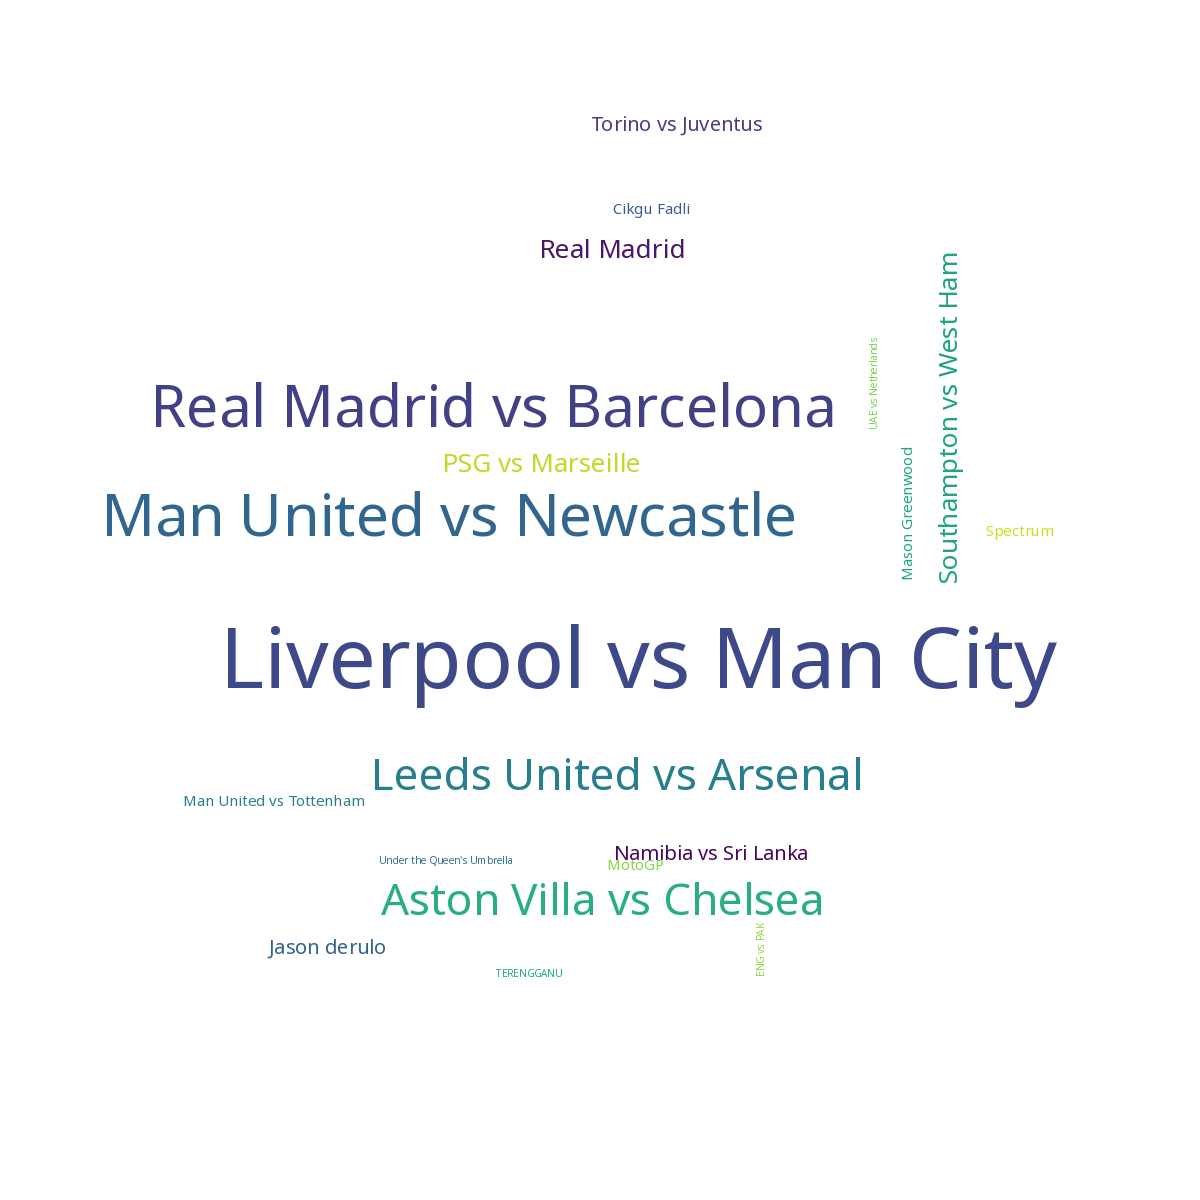 Torino vs Juventus
Cikgu Fadli
Real Madrid
Southampton vs West Ham
UAE vs Netherlands
Real Madrid vs Barcelona
Mason Greenwood
PSG vs Marseille
Man United vs Newcastle
Spectrum
Liverpool vs Man City
Leeds United vs Arsenal
Man United vs Tottenham
Namibia vs Sri Lanka
Under the Queen's Umbrella
MotoGP
Aston Villa vs Chelsea
ENG vs PAK
Jason derulo
TERENGGANU